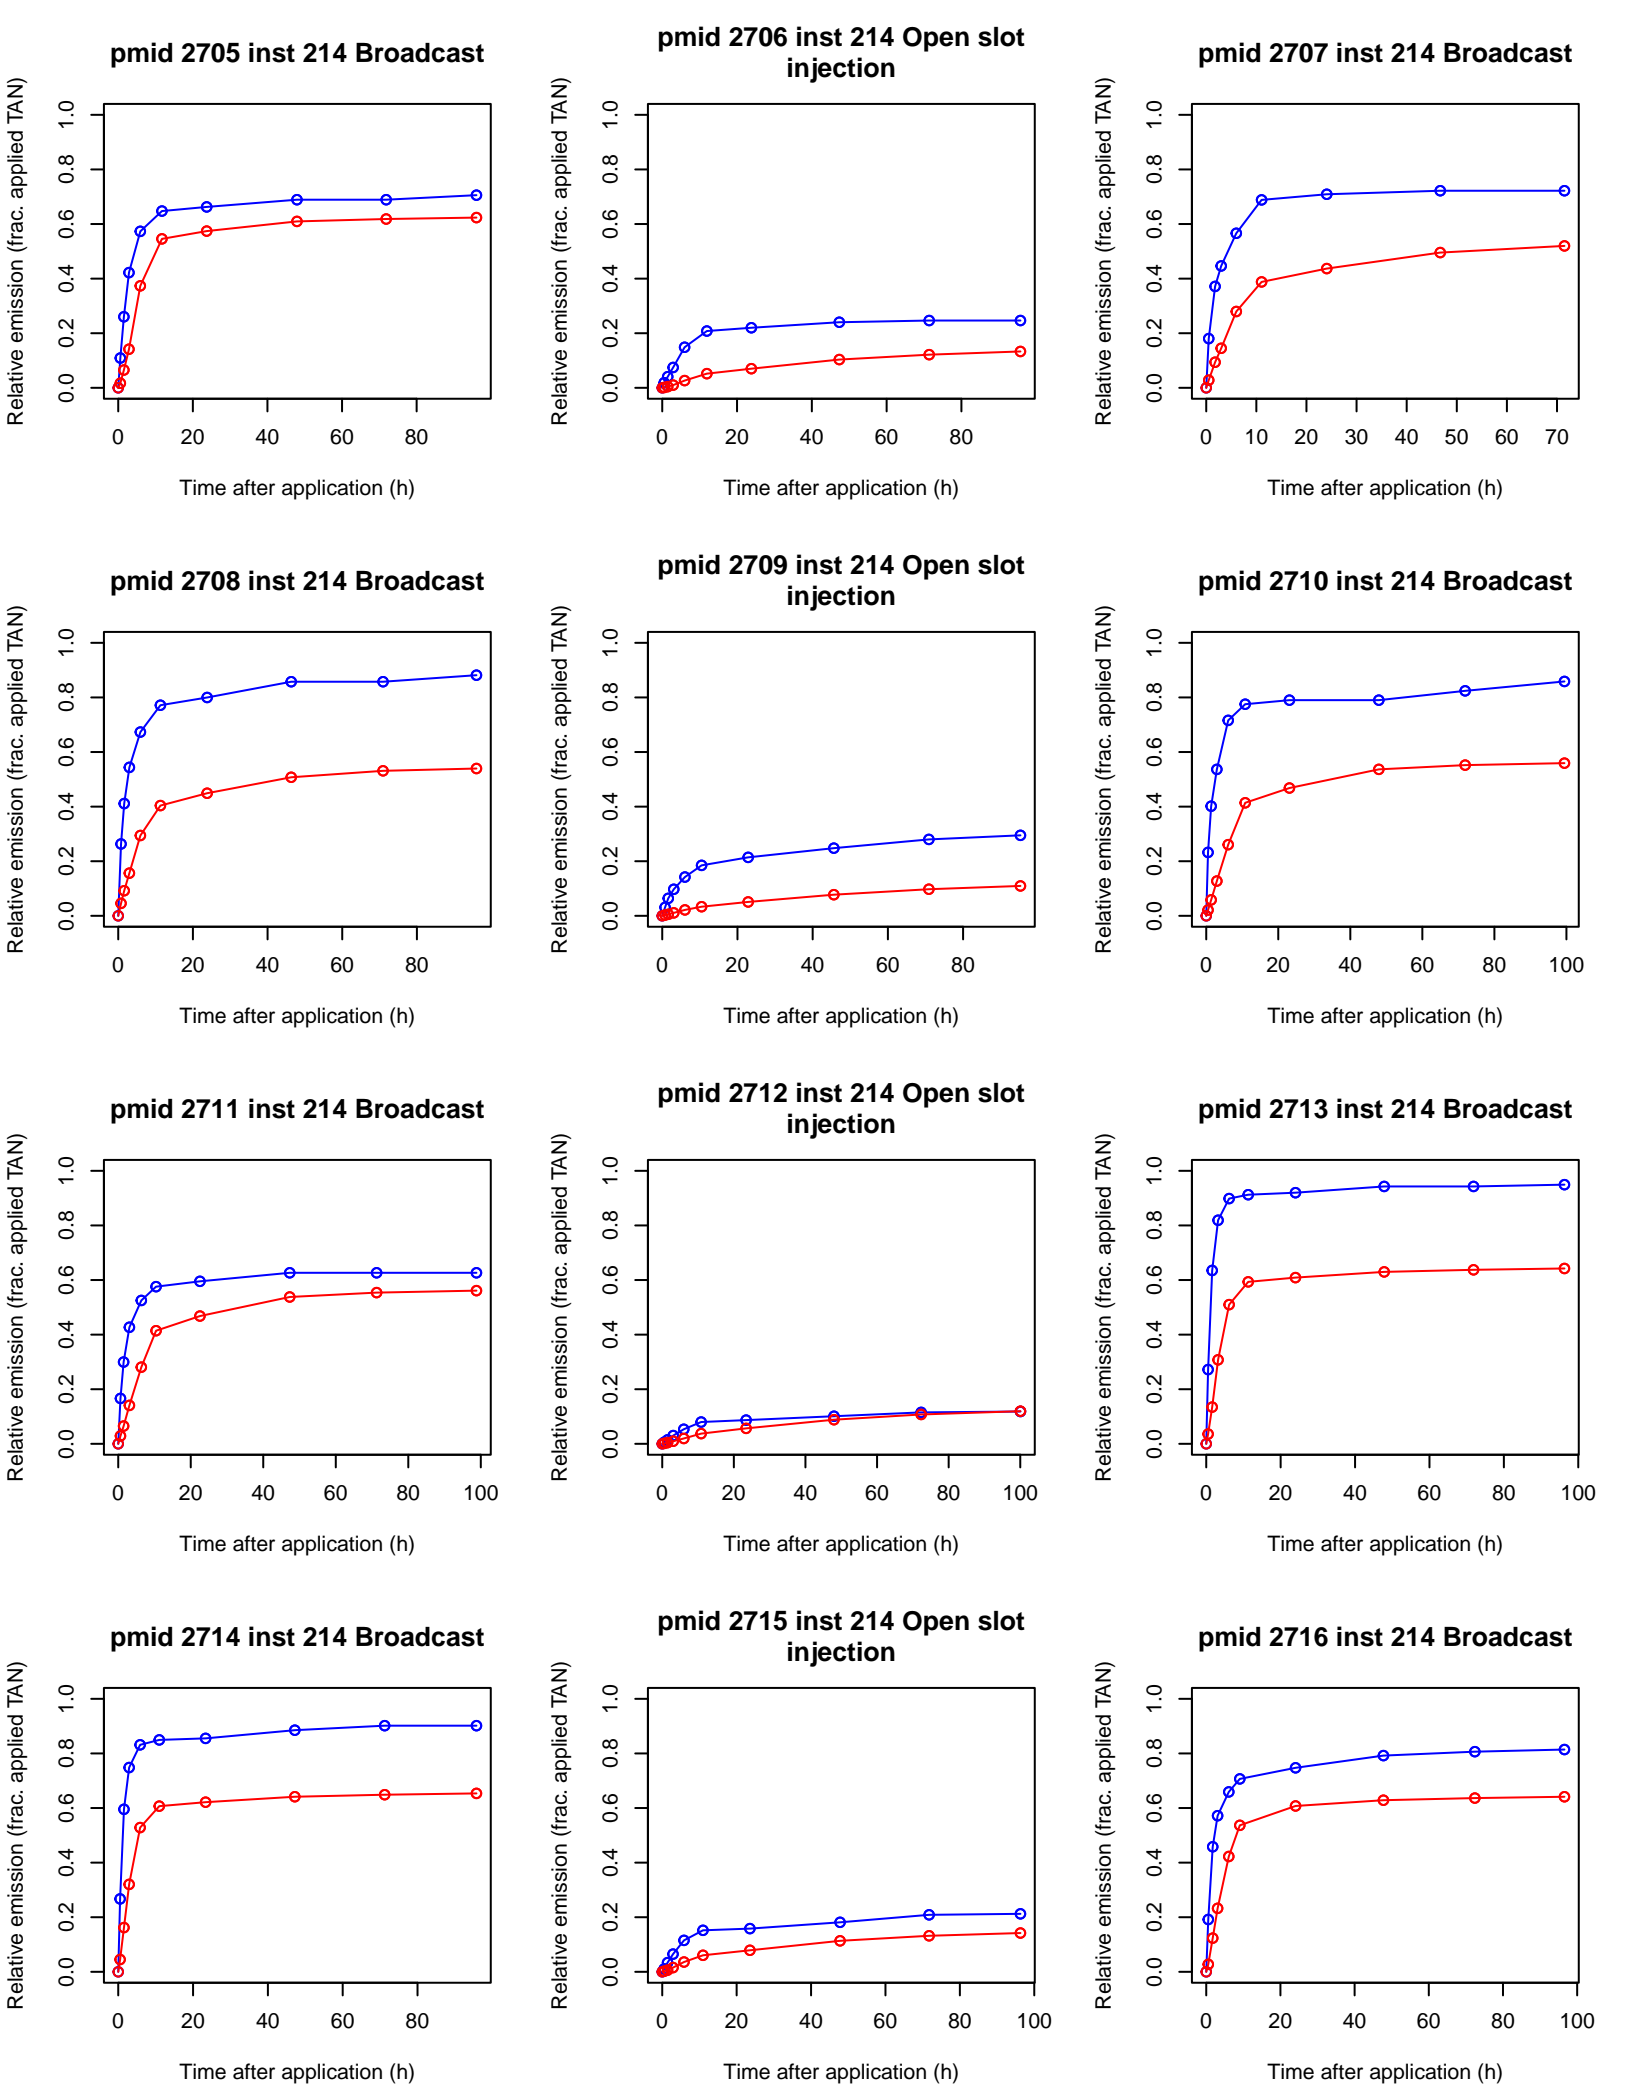 pmid 2705 inst 214 Broadcast
Relative emission (frac. applied TAN)
0.0 0.2 0.4 0.6 0.8 1.0
0 20 40 60 80
Time after application (h)
pmid 2706 inst 214 Open slot
injection
Relative emission (frac. applied TAN)
0.0 0.2 0.4 0.6 0.8 1.0
0 20 40 60 80
Time after application (h)
pmid 2707 inst 214 Broadcast
Relative emission (frac. applied TAN)
0.0 0.2 0.4 0.6 0.8 1.0
0 10 20 30 40 50 60 70
Time after application (h)
pmid 2708 inst 214 Broadcast
Relative emission (frac. applied TAN)
0.0 0.2 0.4 0.6 0.8 1.0
0 20 40 60 80
Time after application (h)
pmid 2709 inst 214 Open slot
injection
Relative emission (frac. applied TAN)
0.0 0.2 0.4 0.6 0.8 1.0
0 20 40 60 80
Time after application (h)
pmid 2710 inst 214 Broadcast
Relative emission (frac. applied TAN)
0.0 0.2 0.4 0.6 0.8 1.0
0 20 40 60 80 100
Time after application (h)
pmid 2711 inst 214 Broadcast
Relative emission (frac. applied TAN)
0.0 0.2 0.4 0.6 0.8 1.0
0 20 40 60 80 100
Time after application (h)
pmid 2712 inst 214 Open slot
injection
Relative emission (frac. applied TAN)
0.0 0.2 0.4 0.6 0.8 1.0
0 20 40 60 80 100
Time after application (h)
pmid 2713 inst 214 Broadcast
Relative emission (frac. applied TAN)
0.0 0.2 0.4 0.6 0.8 1.0
0 20 40 60 80 100
Time after application (h)
pmid 2714 inst 214 Broadcast
Relative emission (frac. applied TAN)
0.0 0.2 0.4 0.6 0.8 1.0
0 20 40 60 80
Time after application (h)
pmid 2715 inst 214 Open slot
injection
Relative emission (frac. applied TAN)
0.0 0.2 0.4 0.6 0.8 1.0
0 20 40 60 80 100
Time after application (h)
pmid 2716 inst 214 Broadcast
Relative emission (frac. applied TAN)
0.0 0.2 0.4 0.6 0.8 1.0
0 20 40 60 80 100
Time after application (h)